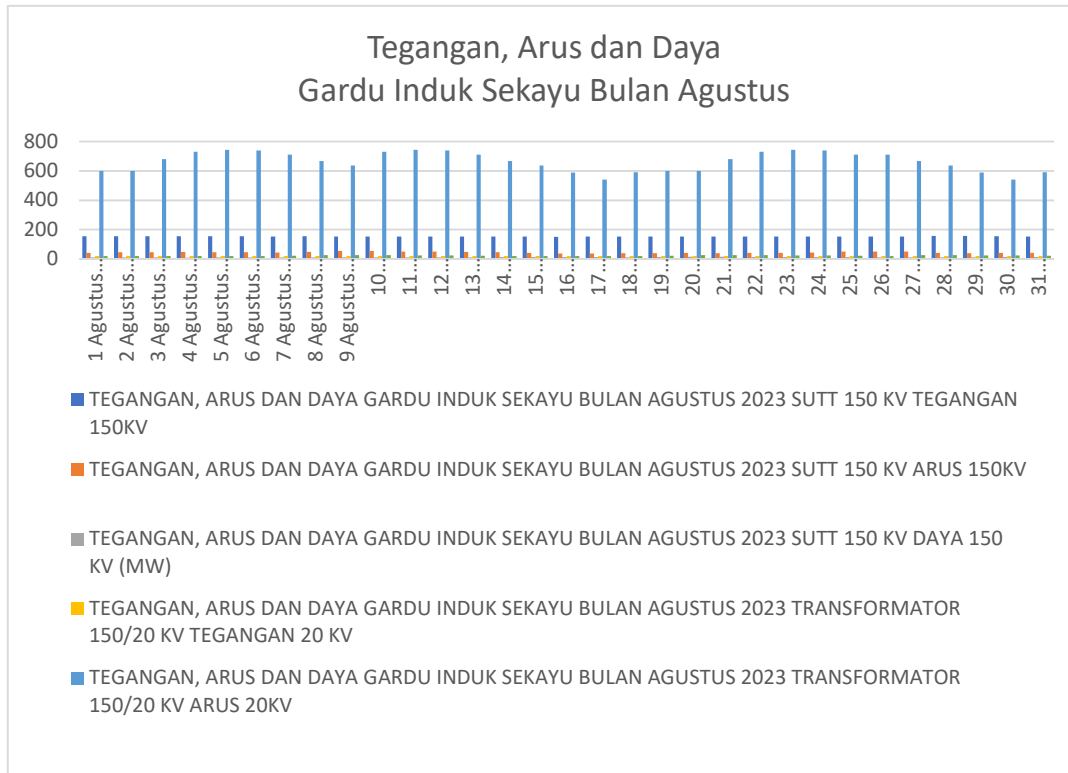 Tegangan, Arus dan Daya
Gardu Induk Sekayu Bulan Agustus
800
600
400
200
0
1 Agustus…
2 Agustus…
3 Agustus…
4 Agustus…
5 Agustus…
6 Agustus…
7 Agustus…
8 Agustus…
9 Agustus…
10…
11…
12…
13…
14…
15…
16…
17…
18…
19…
20…
21…
22…
23…
24…
25…
26…
27…
28…
29…
30…
31…
TEGANGAN, ARUS DAN DAYA GARDU INDUK SEKAYU BULAN AGUSTUS 2023 SUTT 150 KV TEGANGAN
150KV
TEGANGAN, ARUS DAN DAYA GARDU INDUK SEKAYU BULAN AGUSTUS 2023 SUTT 150 KV ARUS 150KV
TEGANGAN, ARUS DAN DAYA GARDU INDUK SEKAYU BULAN AGUSTUS 2023 SUTT 150 KV DAYA 150
KV (MW)
TEGANGAN, ARUS DAN DAYA GARDU INDUK SEKAYU BULAN AGUSTUS 2023 TRANSFORMATOR
150/20 KV TEGANGAN 20 KV
TEGANGAN, ARUS DAN DAYA GARDU INDUK SEKAYU BULAN AGUSTUS 2023 TRANSFORMATOR
150/20 KV ARUS 20KV